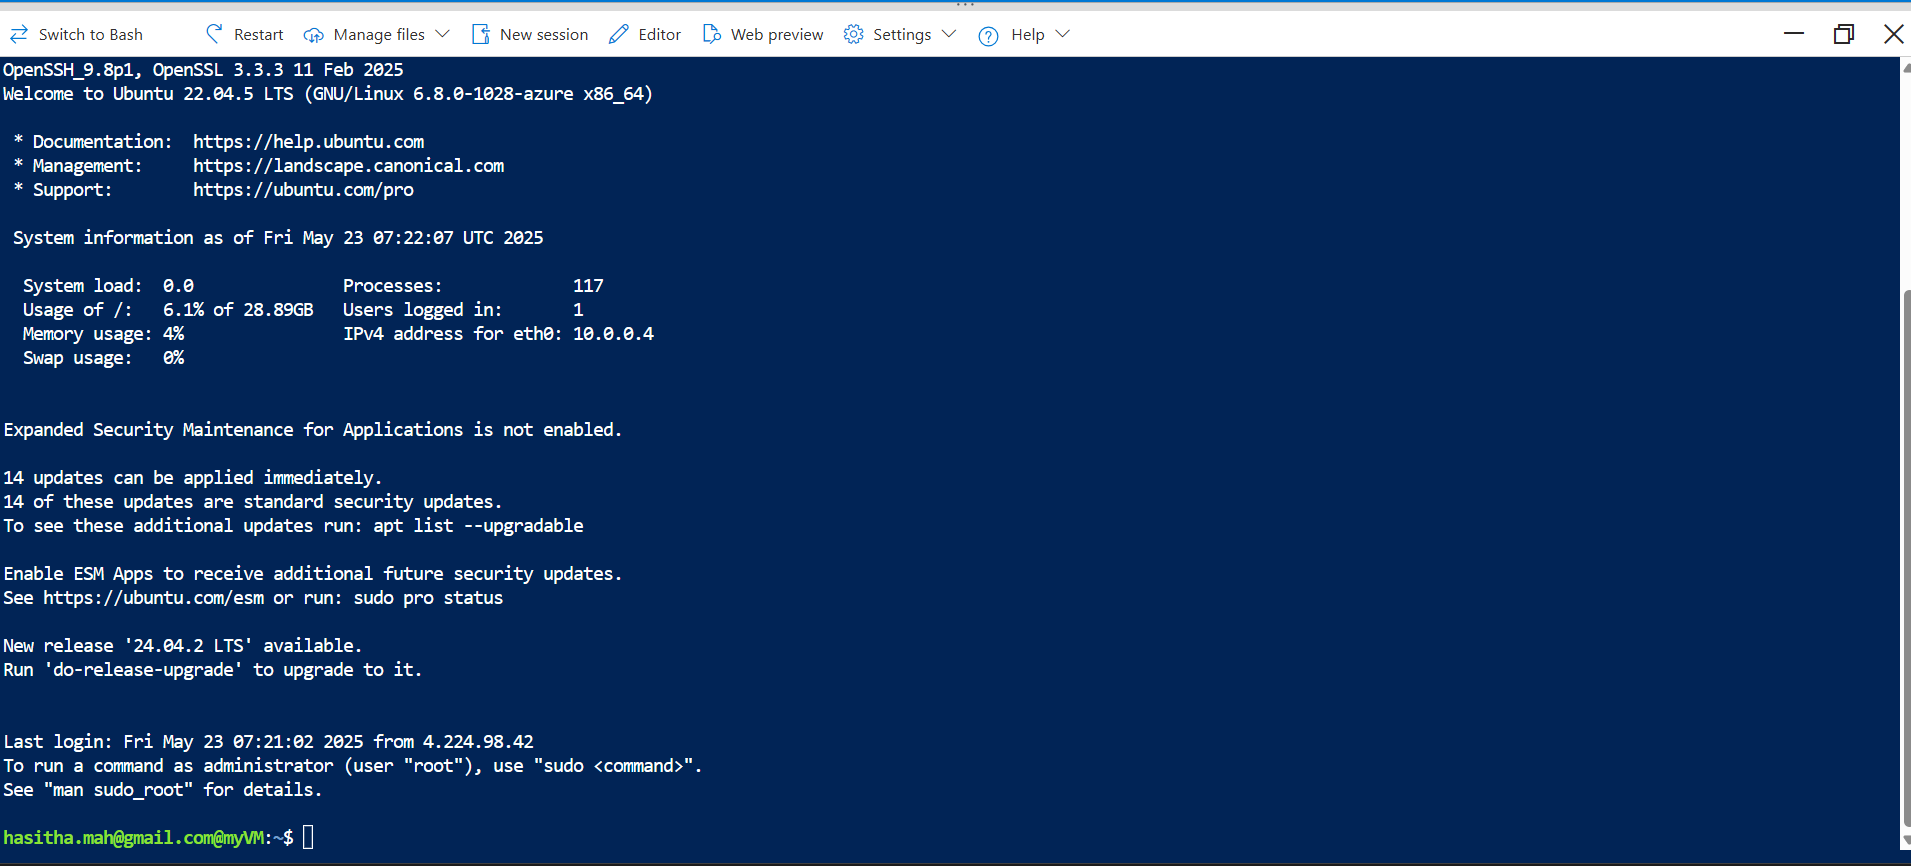 Switch to Bash Restart Manage files New session Editor Web preview Settings Help
OpenSSH_9.8p1, OpenSSL 3.3.3 11 Feb 2025
Welcome to Ubuntu 22.04.5 LTS (GNU/Linux 6.8.0-1028-azure x86_64)
* Documentation: https://help.ubuntu.com
* Management: https://landscape.canonical.com
* Support: https://ubuntu.com/pro
System information as of Fri May 23 07:22:07 UTC 2025
System load: 0.0 Processes: 117
Usage of /: 6.1% of 28.89GB Users logged in: 1
Memory usage: 4% IPv4 address for eth0: 10.0.0.4
Swap usage: 0%
Expanded Security Maintenance for Applications is not enabled.
14 updates can be applied immediately.
14 of these updates are standard security updates.
To see these additional updates run: apt list --upgradable
Enable ESM Apps to receive additional future security updates.
See https://ubuntu.com/esm or run: sudo pro status
New release '24.04.2 LTS' available.
Run 'do-release-upgrade' to upgrade to it.
Last login: Fri May 23 07:21:02 2025 from 4.224.98.42
To run a command as administrator (user "root"), use "sudo <command>".
See "man sudo_root" for details.
hasitha.mah@gmail.com@myVM:~$